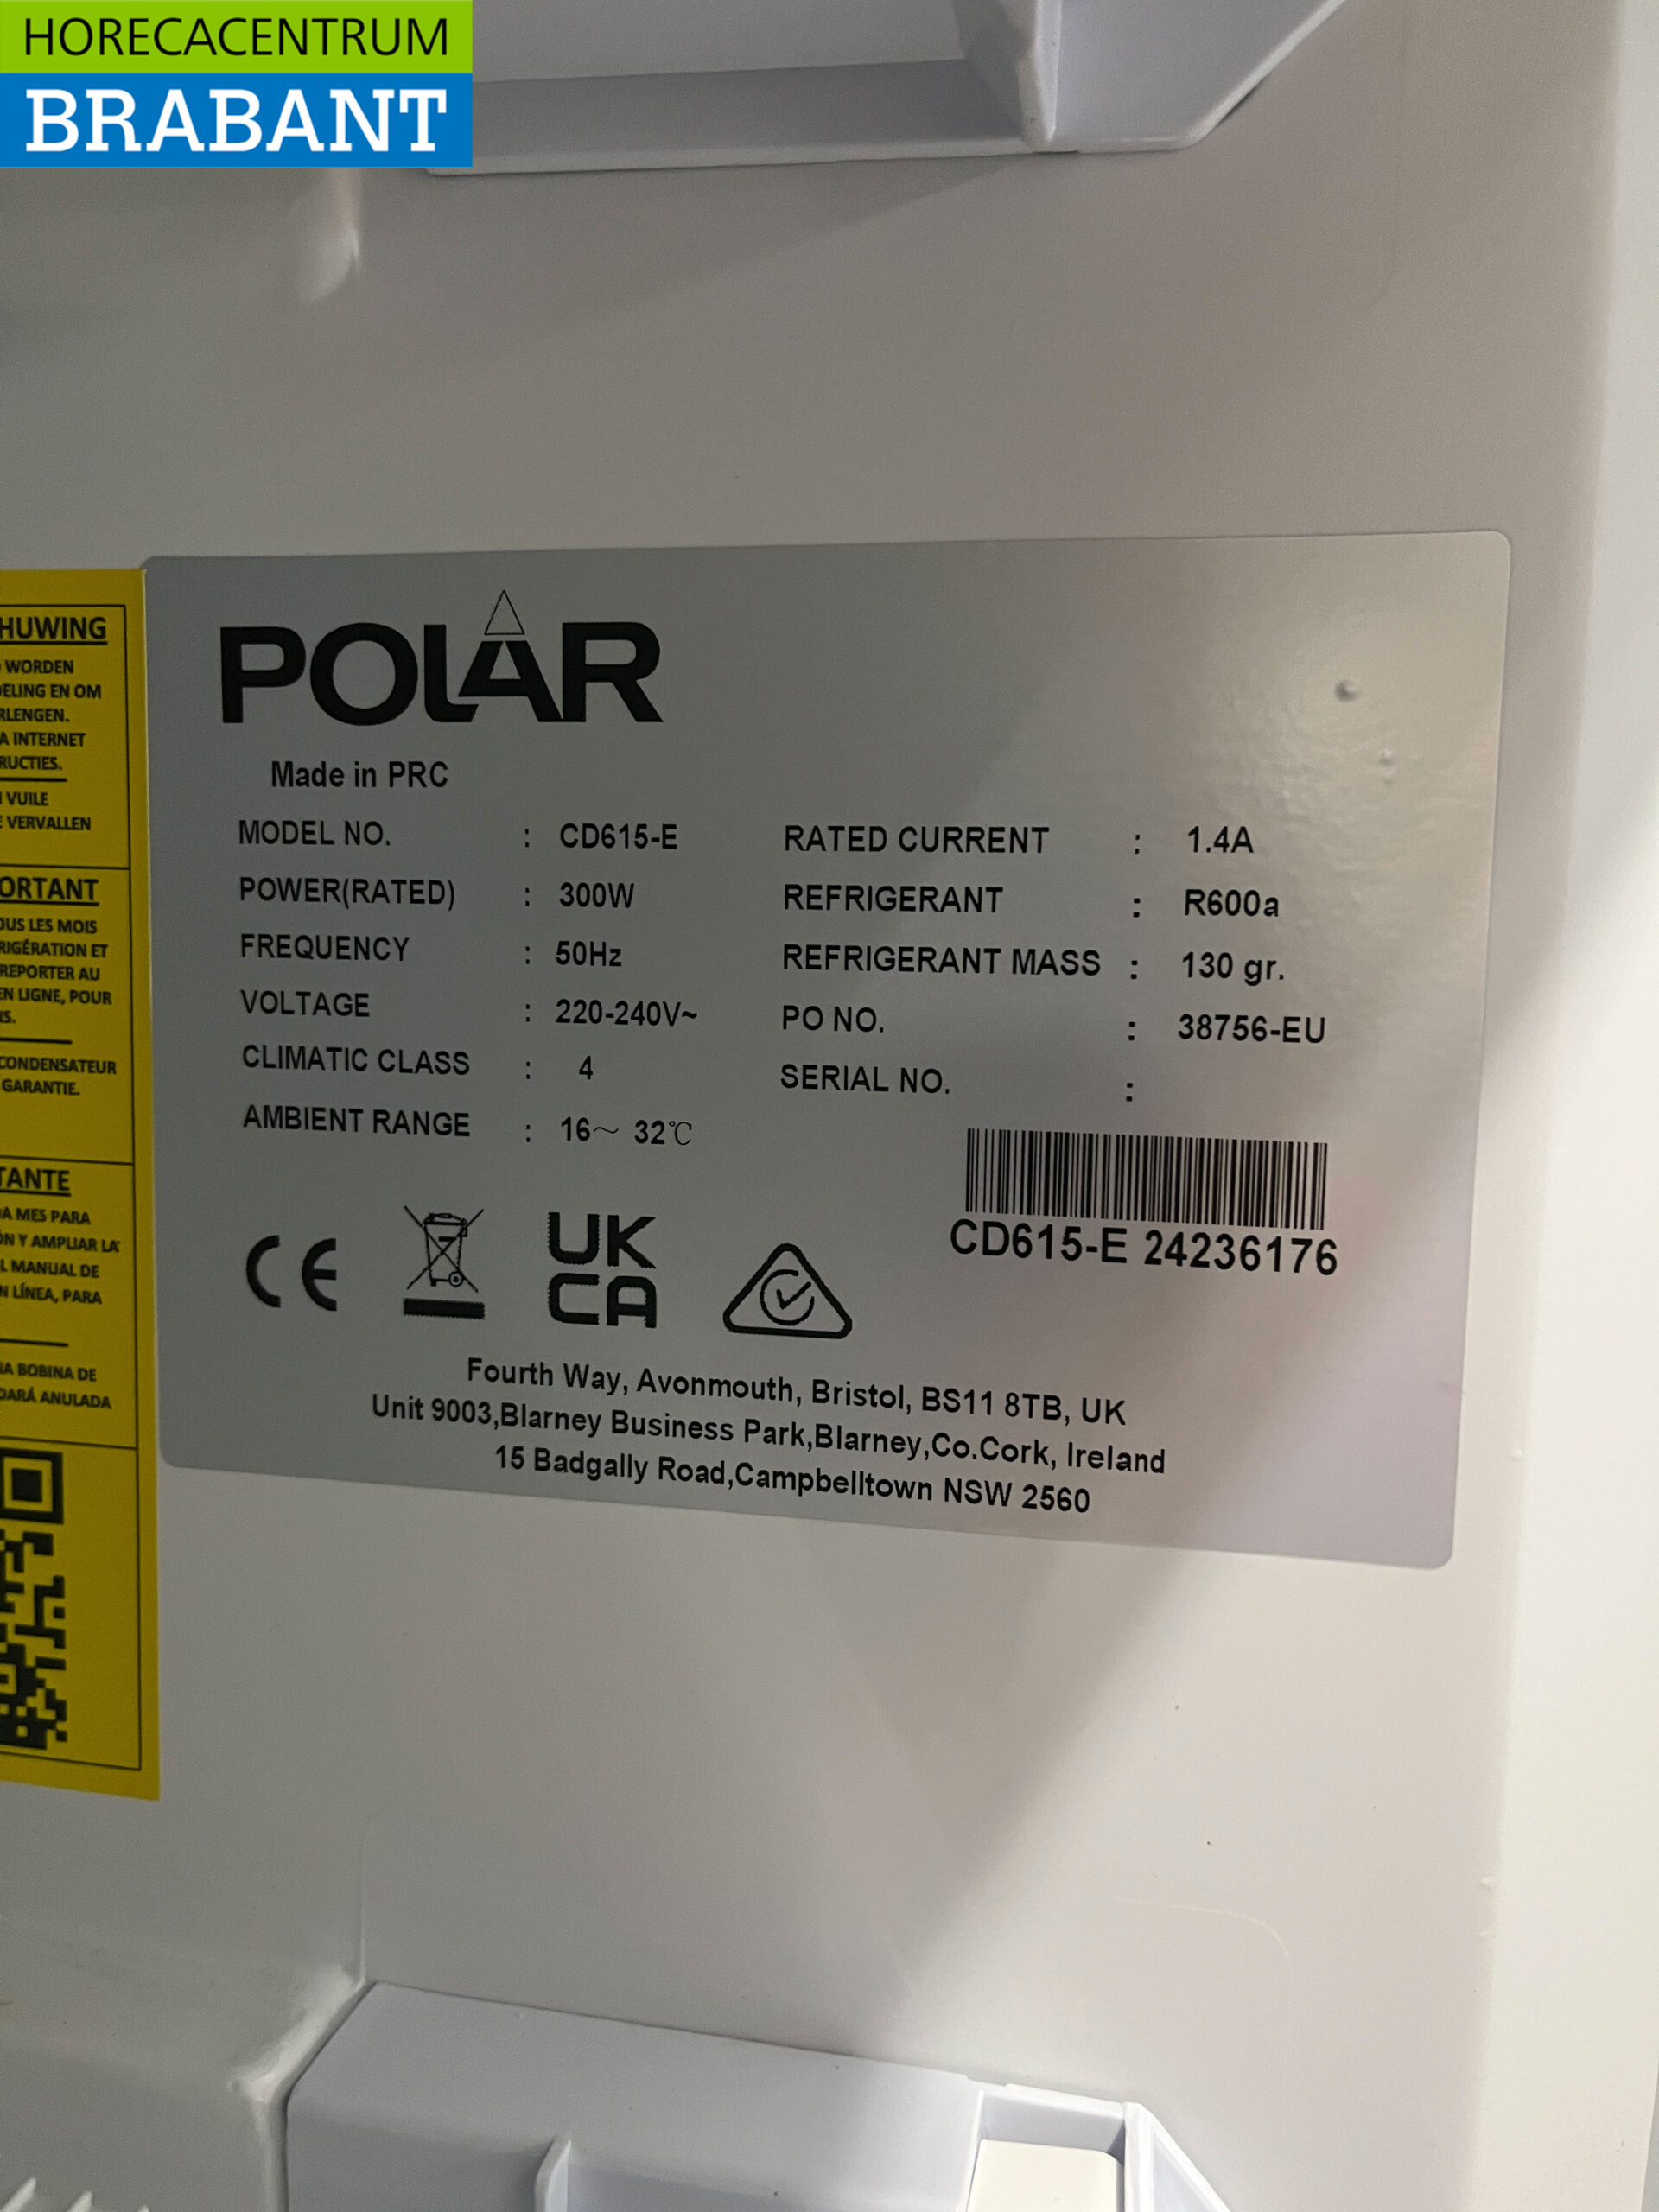 HORECACENTRUM
BRABANT
HUWING
WORDEN
ELING EN OM
RLENGEN.
A INTERNET
RUCTIES.
VUILE
VERVALLEN
ORTANT
OUS LES MOIS
RIGÉRATION ET
REPORTER AU
EN LIGNE, POUR
IS.
CONDENSATEUR
GARANTIE.
TANTE
A MES PARA
ÓN Y AMPLIAR LA
L MANUAL DE
N LÍNEA, PARA
NA BOBINA DE
DARÁ ANULADA
POLAR
Made in PRC
MODEL NO. : CD615-E
POWER(RATED) : 300W
FREQUENCY : 50Hz
VOLTAGE : 220-240V~
CLIMATIC CLASS : 4
AMBIENT RANGE : 16~ 32℃
RATED CURRENT : 1.4A
REFRIGERANT : R600a
REFRIGERANT MASS : 130 gr.
PO NO. : 38756-EU
SERIAL NO. :
CD615-E 24236176
CE
UK
CA
Fourth Way, Avonmouth, Bristol, BS11 8TB, UK
Unit 9003,Blarney Business Park,Blarney,Co.Cork, Ireland
15 Badgally Road,Campbelltown NSW 2560